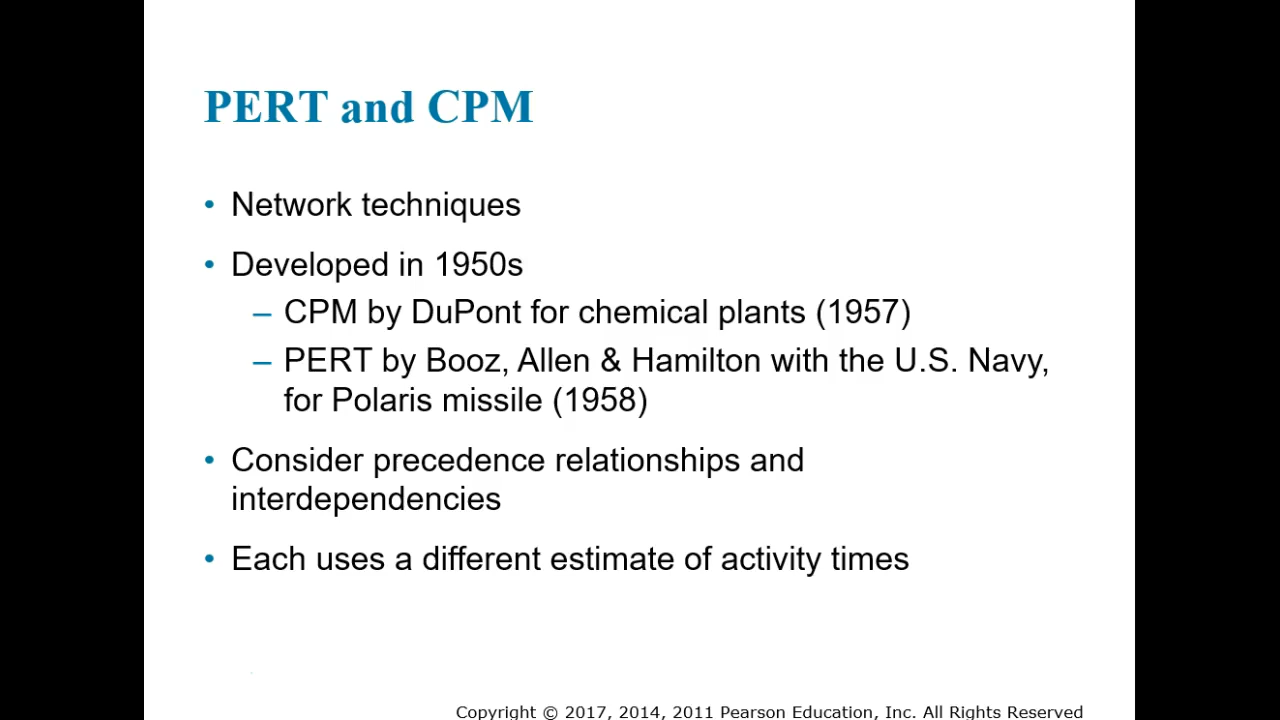 PERT and CPM
• Network techniques
• Developed in 1950s
– CPM by DuPont for chemical plants (1957)
– PERT by Booz, Allen & Hamilton with the U.S. Navy,
for Polaris missile (1958)
• Consider precedence relationships and
interdependencies
• Each uses a different estimate of activity times
Copyright © 2017, 2014, 2011 Pearson Education, Inc. All Rights Reserved